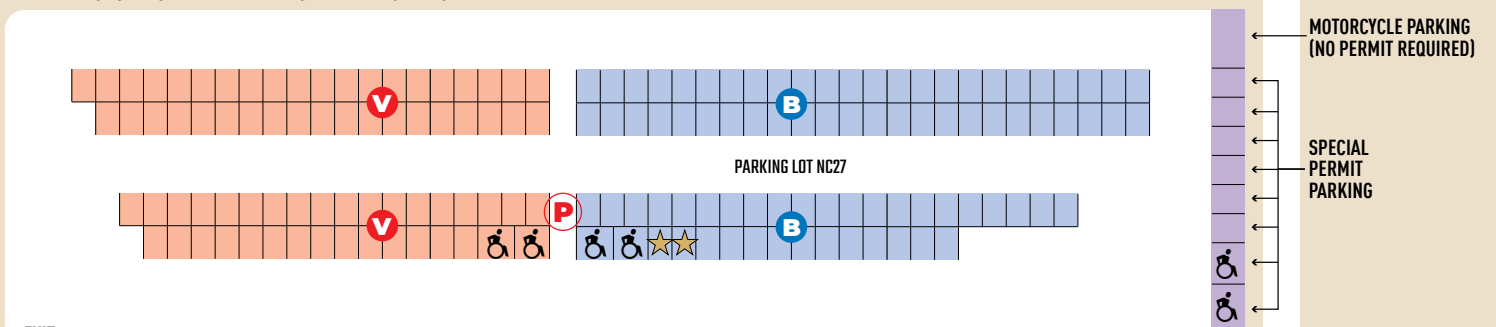 MOTORCYCLE PARKING
(NO PERMIT REQUIRED)
V
B
PARKING LOT NC27
SPECIAL
PERMIT
PARKING
P
V
B